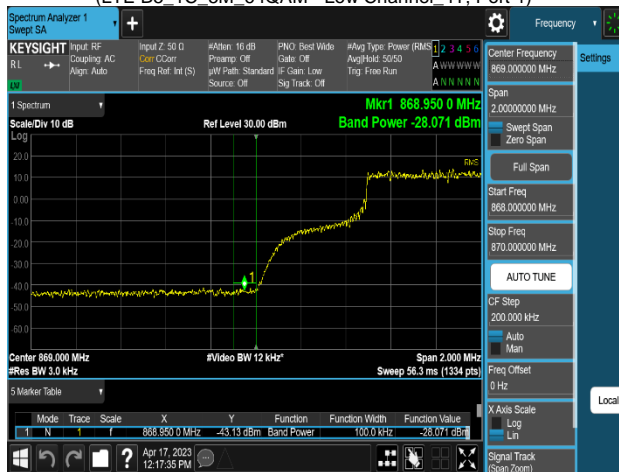 (LTE B5_1C_3M_64QAM - Low Channel_1T, Port 1)
Spectrum Analyzer 1
Swept SA
Frequency
KEYSIGHT Input: RF Input Z: 50 Ω #Atten: 16 dB PNO: Best Wide #Avg Type: Power (RMS 1 2 3 4 5 6
RL Coupling: AC Corr CCorr Preamp: Off Gate: Off Avg|Hold: 50/50 A W W W W W
Align: Auto Freq Ref: Int (S) µW Path: Standard IF Gain: Low Trig: Free Run
Source: Off Sig Track: Off A N N N N N
Settings
Center Frequency
869.000000 MHz
Span
2.00000000 MHz
Swept Span
Zero Span
Full Span
Start Freq
868.000000 MHz
Stop Freq
870.000000 MHz
AUTO TUNE
CF Step
200.000 kHz
Auto
Man
Freq Offset
0 Hz
X Axis Scale
Log
Lin
Signal Track
(Span Zoom)
Local
1 Spectrum
Mkr1 868.950 0 MHz
Scale/Div 10 dB Ref Level 30.00 dBm Band Power -28.071 dBm
Log
RMS
20.0
10.0
0.00
-10.0
-20.0
-30.0
-40.0
-50.0
-60.0
1
Center 869.000 MHz #Video BW 12 kHz* Span 2.000 MHz
#Res BW 3.0 kHz Sweep 56.3 ms (1334 pts)
5 Marker Table
Mode Trace Scale X Y Function Function Width Function Value
1 N 1 f 868.950 0 MHz -43.13 dBm Band Power 100.0 kHz -28.071 dBm
Apr 17, 2023
12:17:35 PM